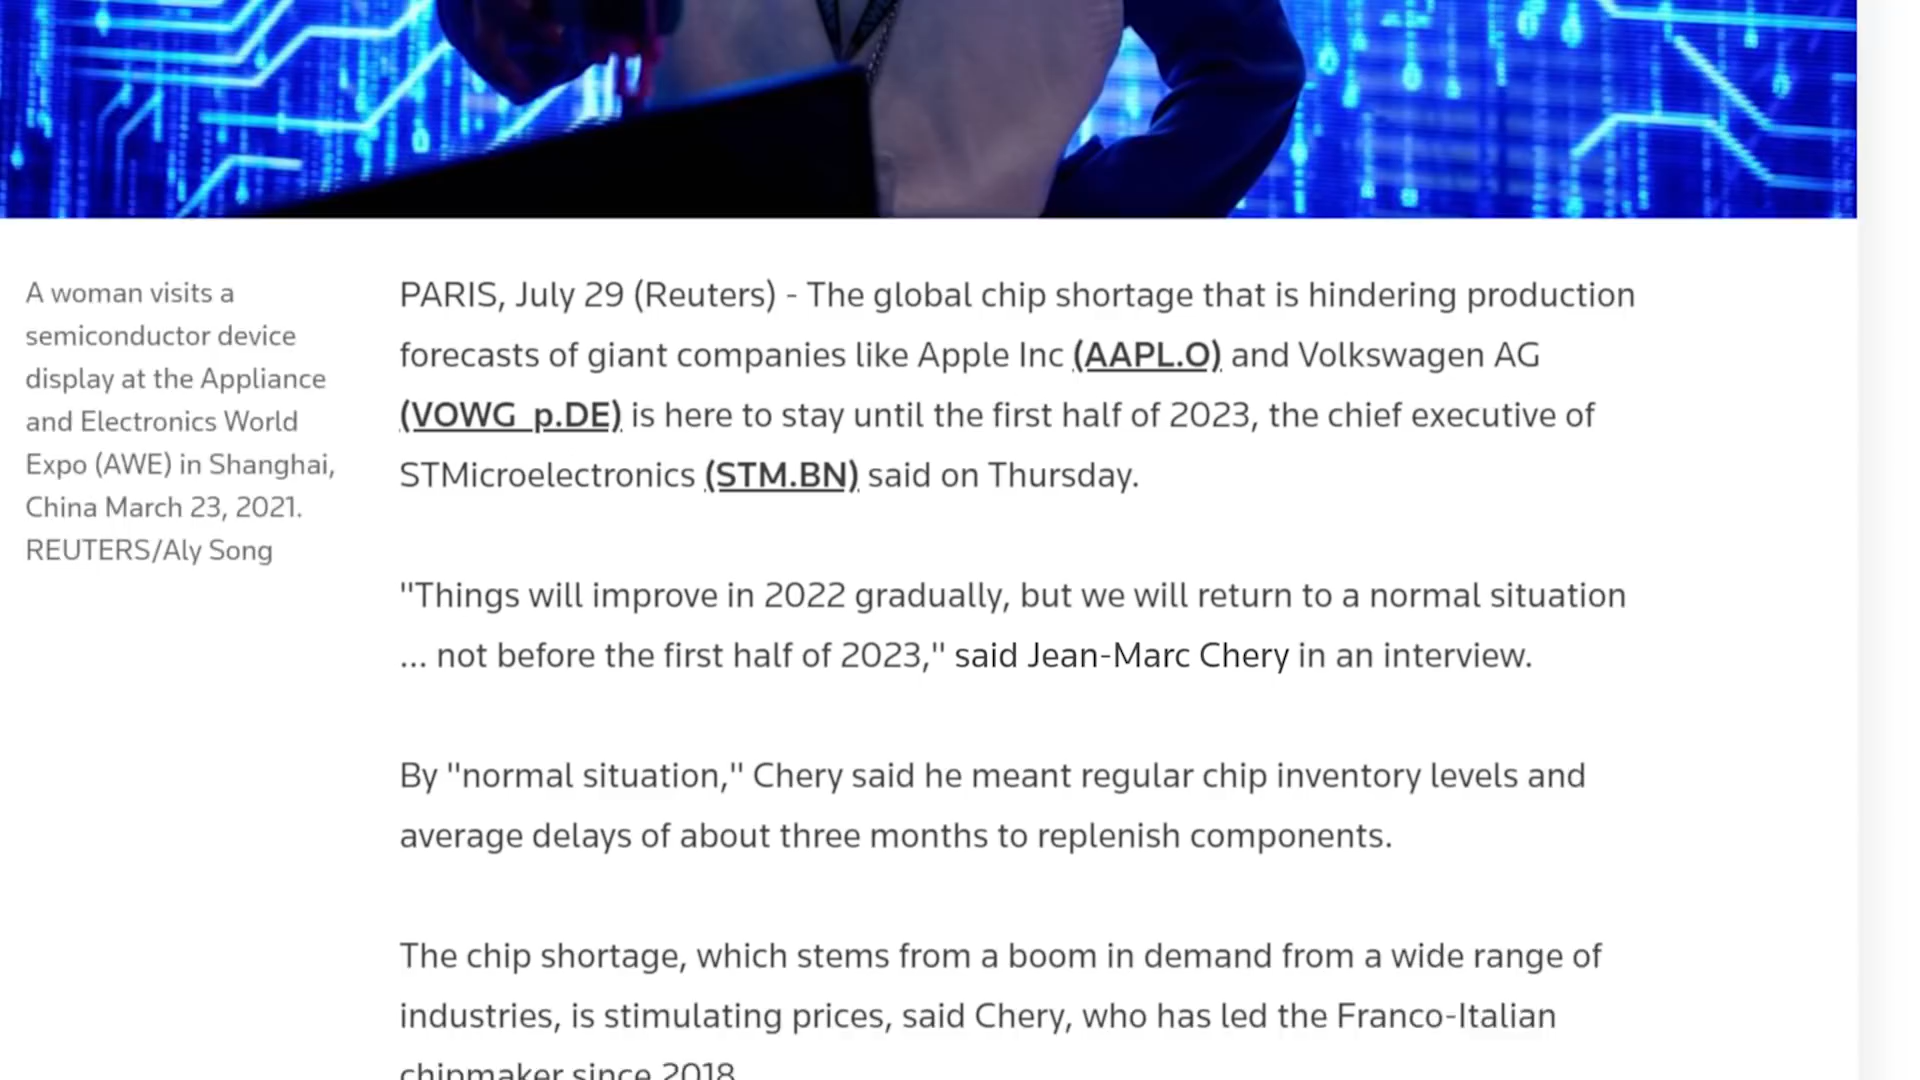 A woman visits a
semiconductor device
display at the Appliance
and Electronics World
Expo (AWE) in Shanghai,
China March 23, 2021.
REUTERS/Aly Song
PARIS, July 29 (Reuters) - The global chip shortage that is hindering production
forecasts of giant companies like Apple Inc (AAPL.O) and Volkswagen AG
(VOWG_p.DE) is here to stay until the first half of 2023, the chief executive of
STMicroelectronics (STM.BN) said on Thursday.
"Things will improve in 2022 gradually, but we will return to a normal situation
... not before the first half of 2023," said Jean-Marc Chery in an interview.
By "normal situation," Chery said he meant regular chip inventory levels and
average delays of about three months to replenish components.
The chip shortage, which stems from a boom in demand from a wide range of
industries, is stimulating prices, said Chery, who has led the Franco-Italian
chipmaker since 2018.